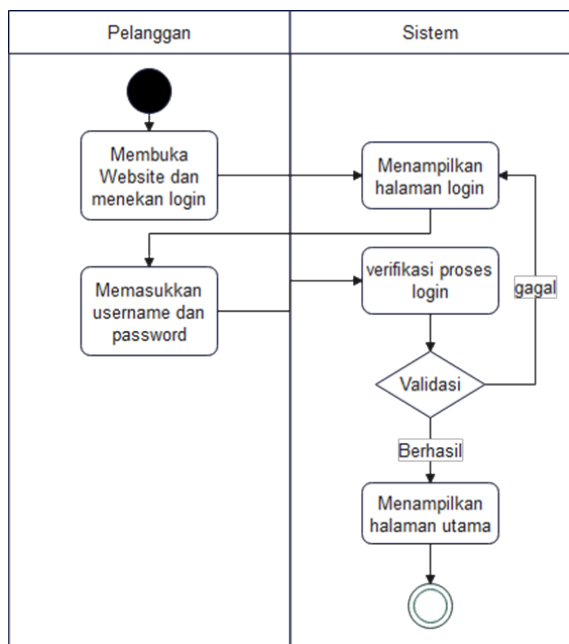 Pelanggan
Sistem
Membuka
Website dan
menekan login
Menampilkan
halaman login
Memasukkan
username dan
password
verifikasi proses
login
gagal
Validasi
Berhasil
Menampilkan
halaman utama